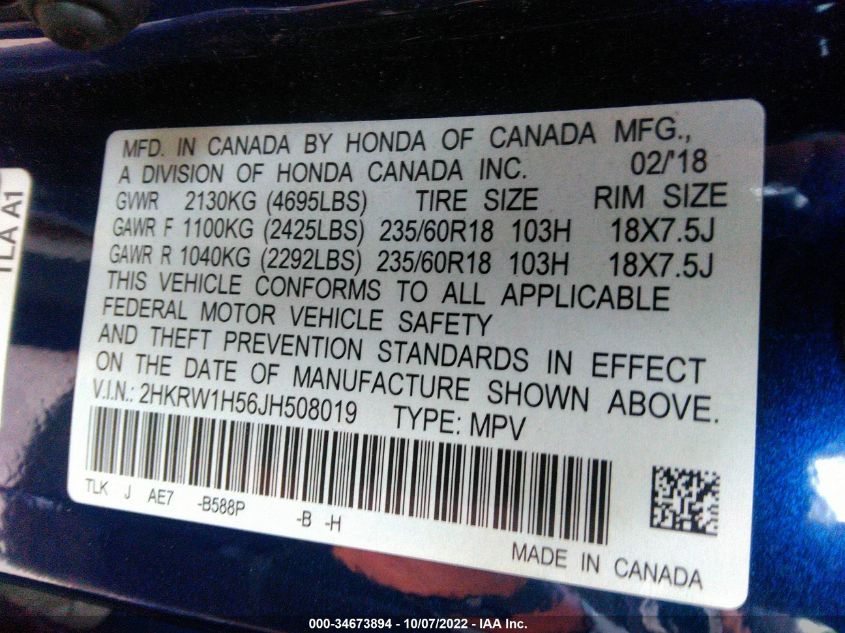 MFD. IN CANADA BY HONDA OF CANADA MFG.,
A DIVISION OF HONDA CANADA INC. 02/'18
GVWR 2130KG (4695LBS) TIRE SIZE RIM SIZE
GAWR F 1100KG (2425LBS) 235/60R18 103H 18X7.5J
GAWR R 1040KG (2292LBS) 235/60R18 103H 18X7.5J
THIS VEHICLE CONFORMS TO ALL APPLICABLE
FEDERAL MOTOR VEHICLE SAFETY
AND THEFT PREVENTION STANDARDS IN EFFECT
ON THE DATE OF MANUFACTURE SHOWN ABOVE.
V.I.N.: 2HKRW1H56JH508019 TYPE: MPV
TLK J AE7 -B588P -B -H
MADE IN CANADA
TLA A1
000-34673894 - 10/07/2022 - IAA Inc.